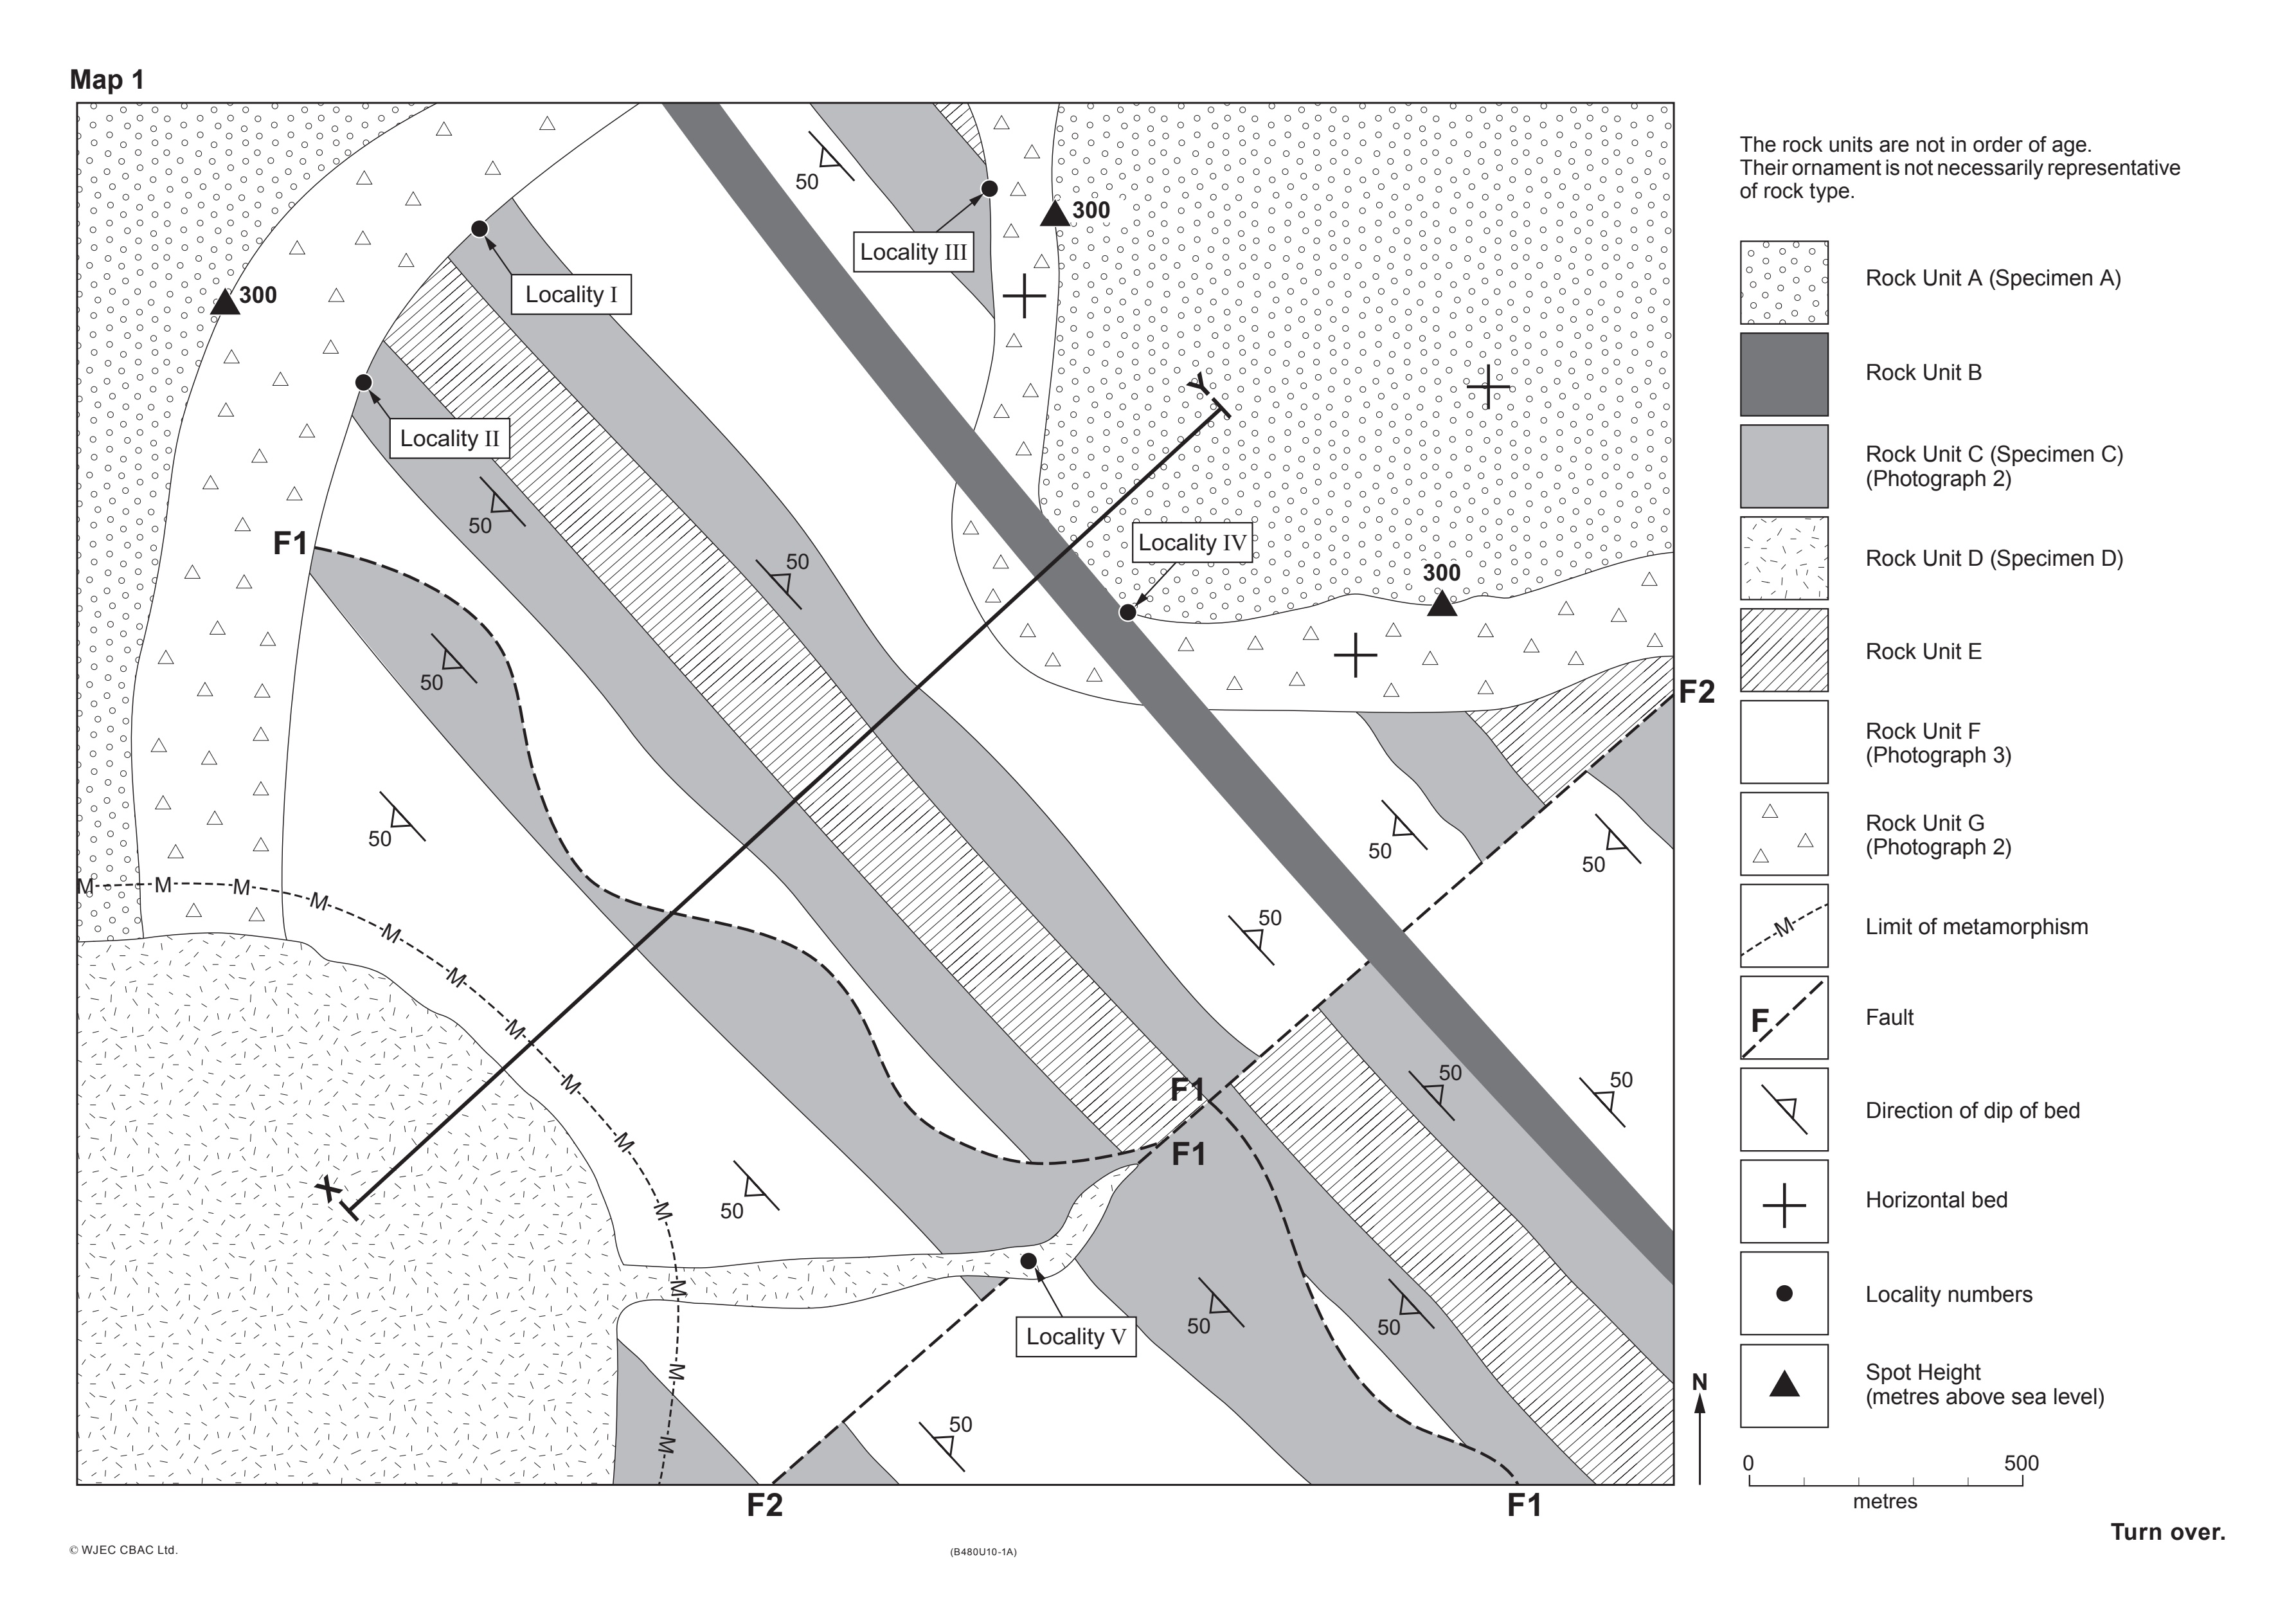 Map 1
50
300
Locality III
Locality I
300
Y
Locality II
50
F1
50
Locality IV
300
50
F2
50
50
50
50
M
M
M
M
M
M
M
M
M
M
M
M
M
50
X
F1
F1
50
50
50
50
50
Locality V
50
F2
F1
The rock units are not in order of age.
Their ornament is not necessarily representative
of rock type.
Rock Unit A (Specimen A)
Rock Unit B
Rock Unit C (Specimen C)
(Photograph 2)
Rock Unit D (Specimen D)
Rock Unit E
Rock Unit F
(Photograph 3)
Rock Unit G
(Photograph 2)
M
Limit of metamorphism
F
Fault
Direction of dip of bed
Horizontal bed
Locality numbers
Spot Height
(metres above sea level)
N
0 500
metres
Turn over.
© WJEC CBAC Ltd.
(B480U10-1A)